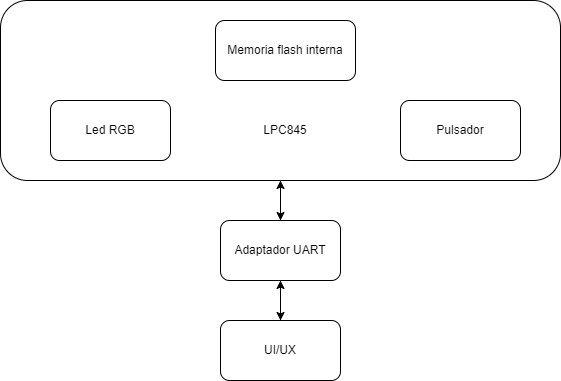 Memoria flash interna
Led RGB
LPC845
Pulsador
Adaptador UART
UI/UX